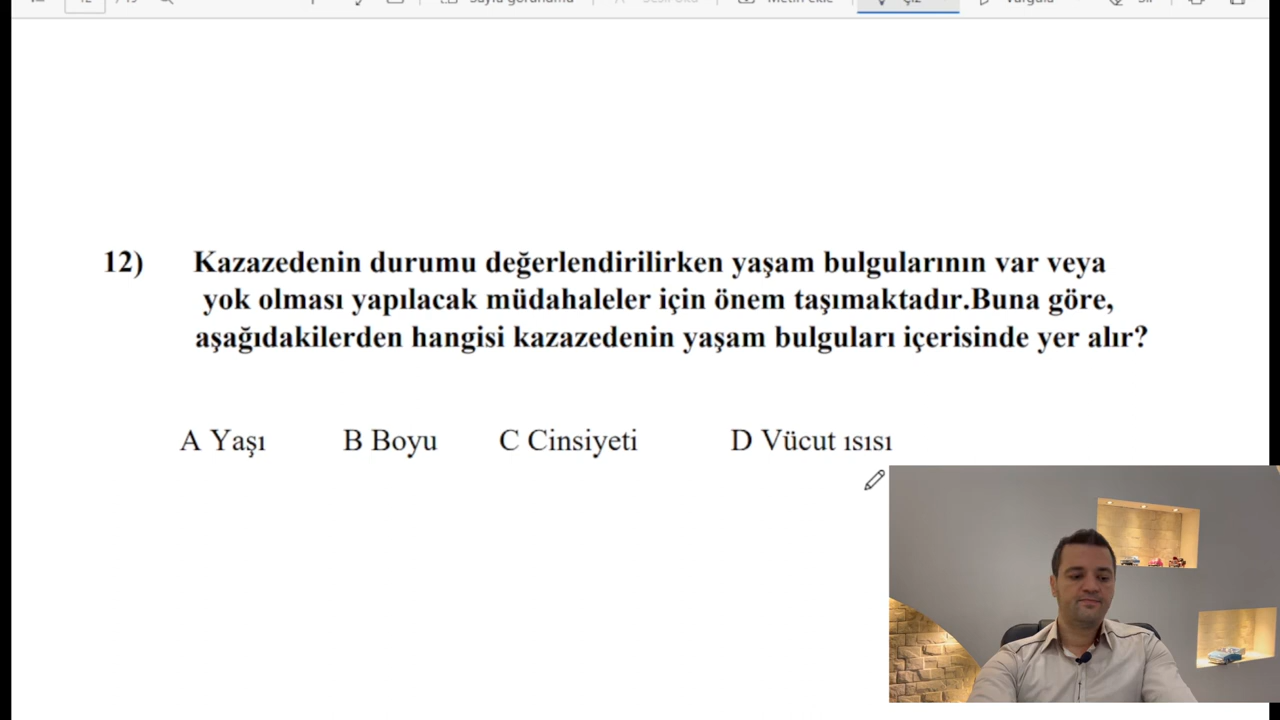 12) Kazazedenin durumu değerlendirilirken yaşam bulgularının var veya
yok olması yapılacak müdahaleler için önem taşımaktadır.Buna göre,
aşağıdakilerden hangisi kazazedenin yaşam bulguları içerisinde yer alır?
A Yaşı B Boyu C Cinsiyeti D Vücut ısısı